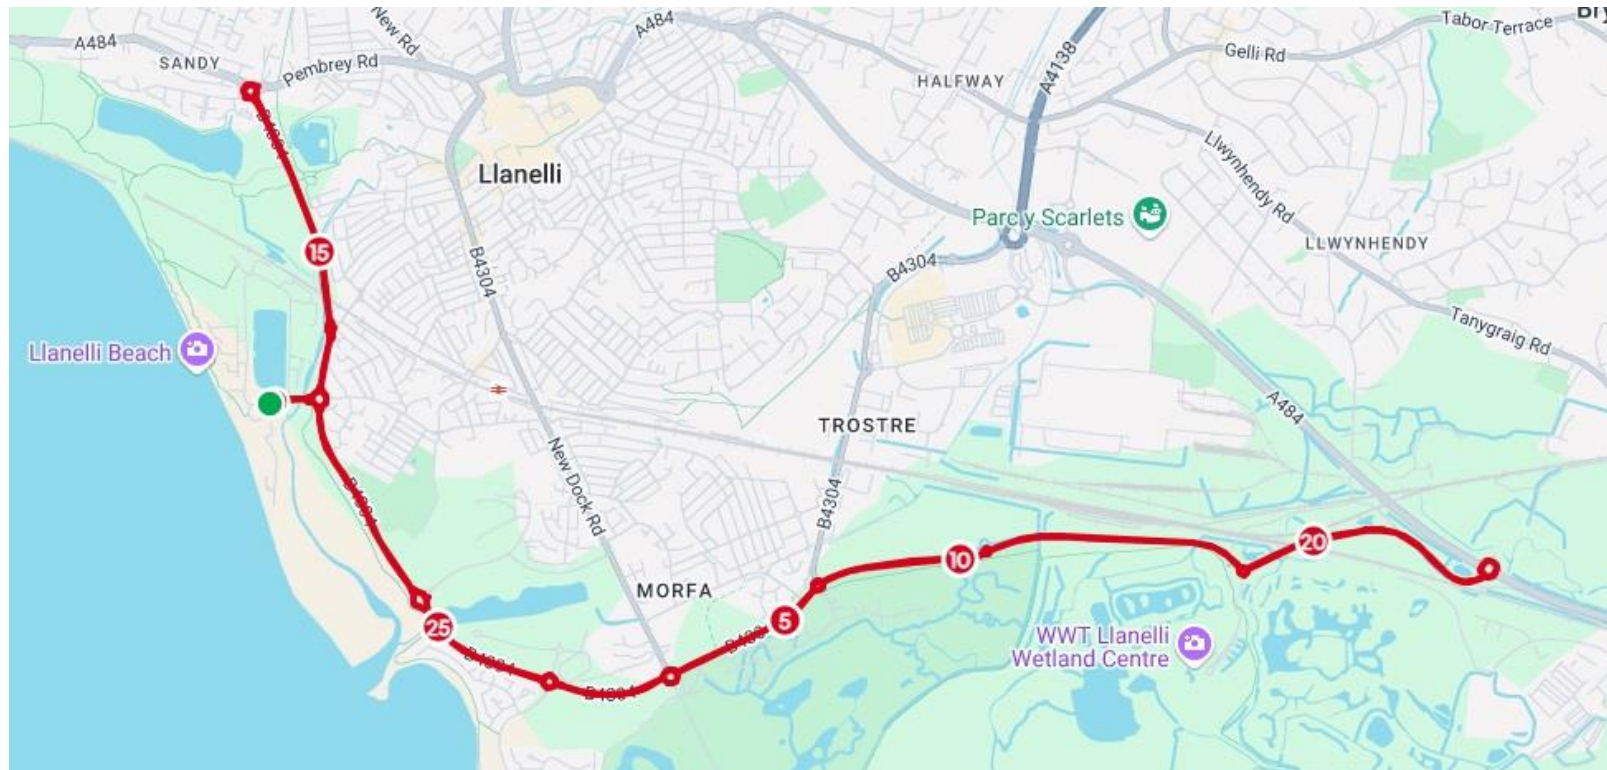 A484
SANDY
Pembrey Rd
New Rd
A484
HALFWAY
A4138
Gelli Rd
Tabor Terrace
Bry
Llanelli
B4304
15
B4304
Llwynhendy Rd
Parc y Scarlets
LLWYNHENDY
B4304
Tanygraig Rd
Llanelli Beach
A484
TROSTRE
New Dock Rd
B4304
B4304
10
20
MORFA
5
25
B4304
B4304
WWT Llanelli
Wetland Centre